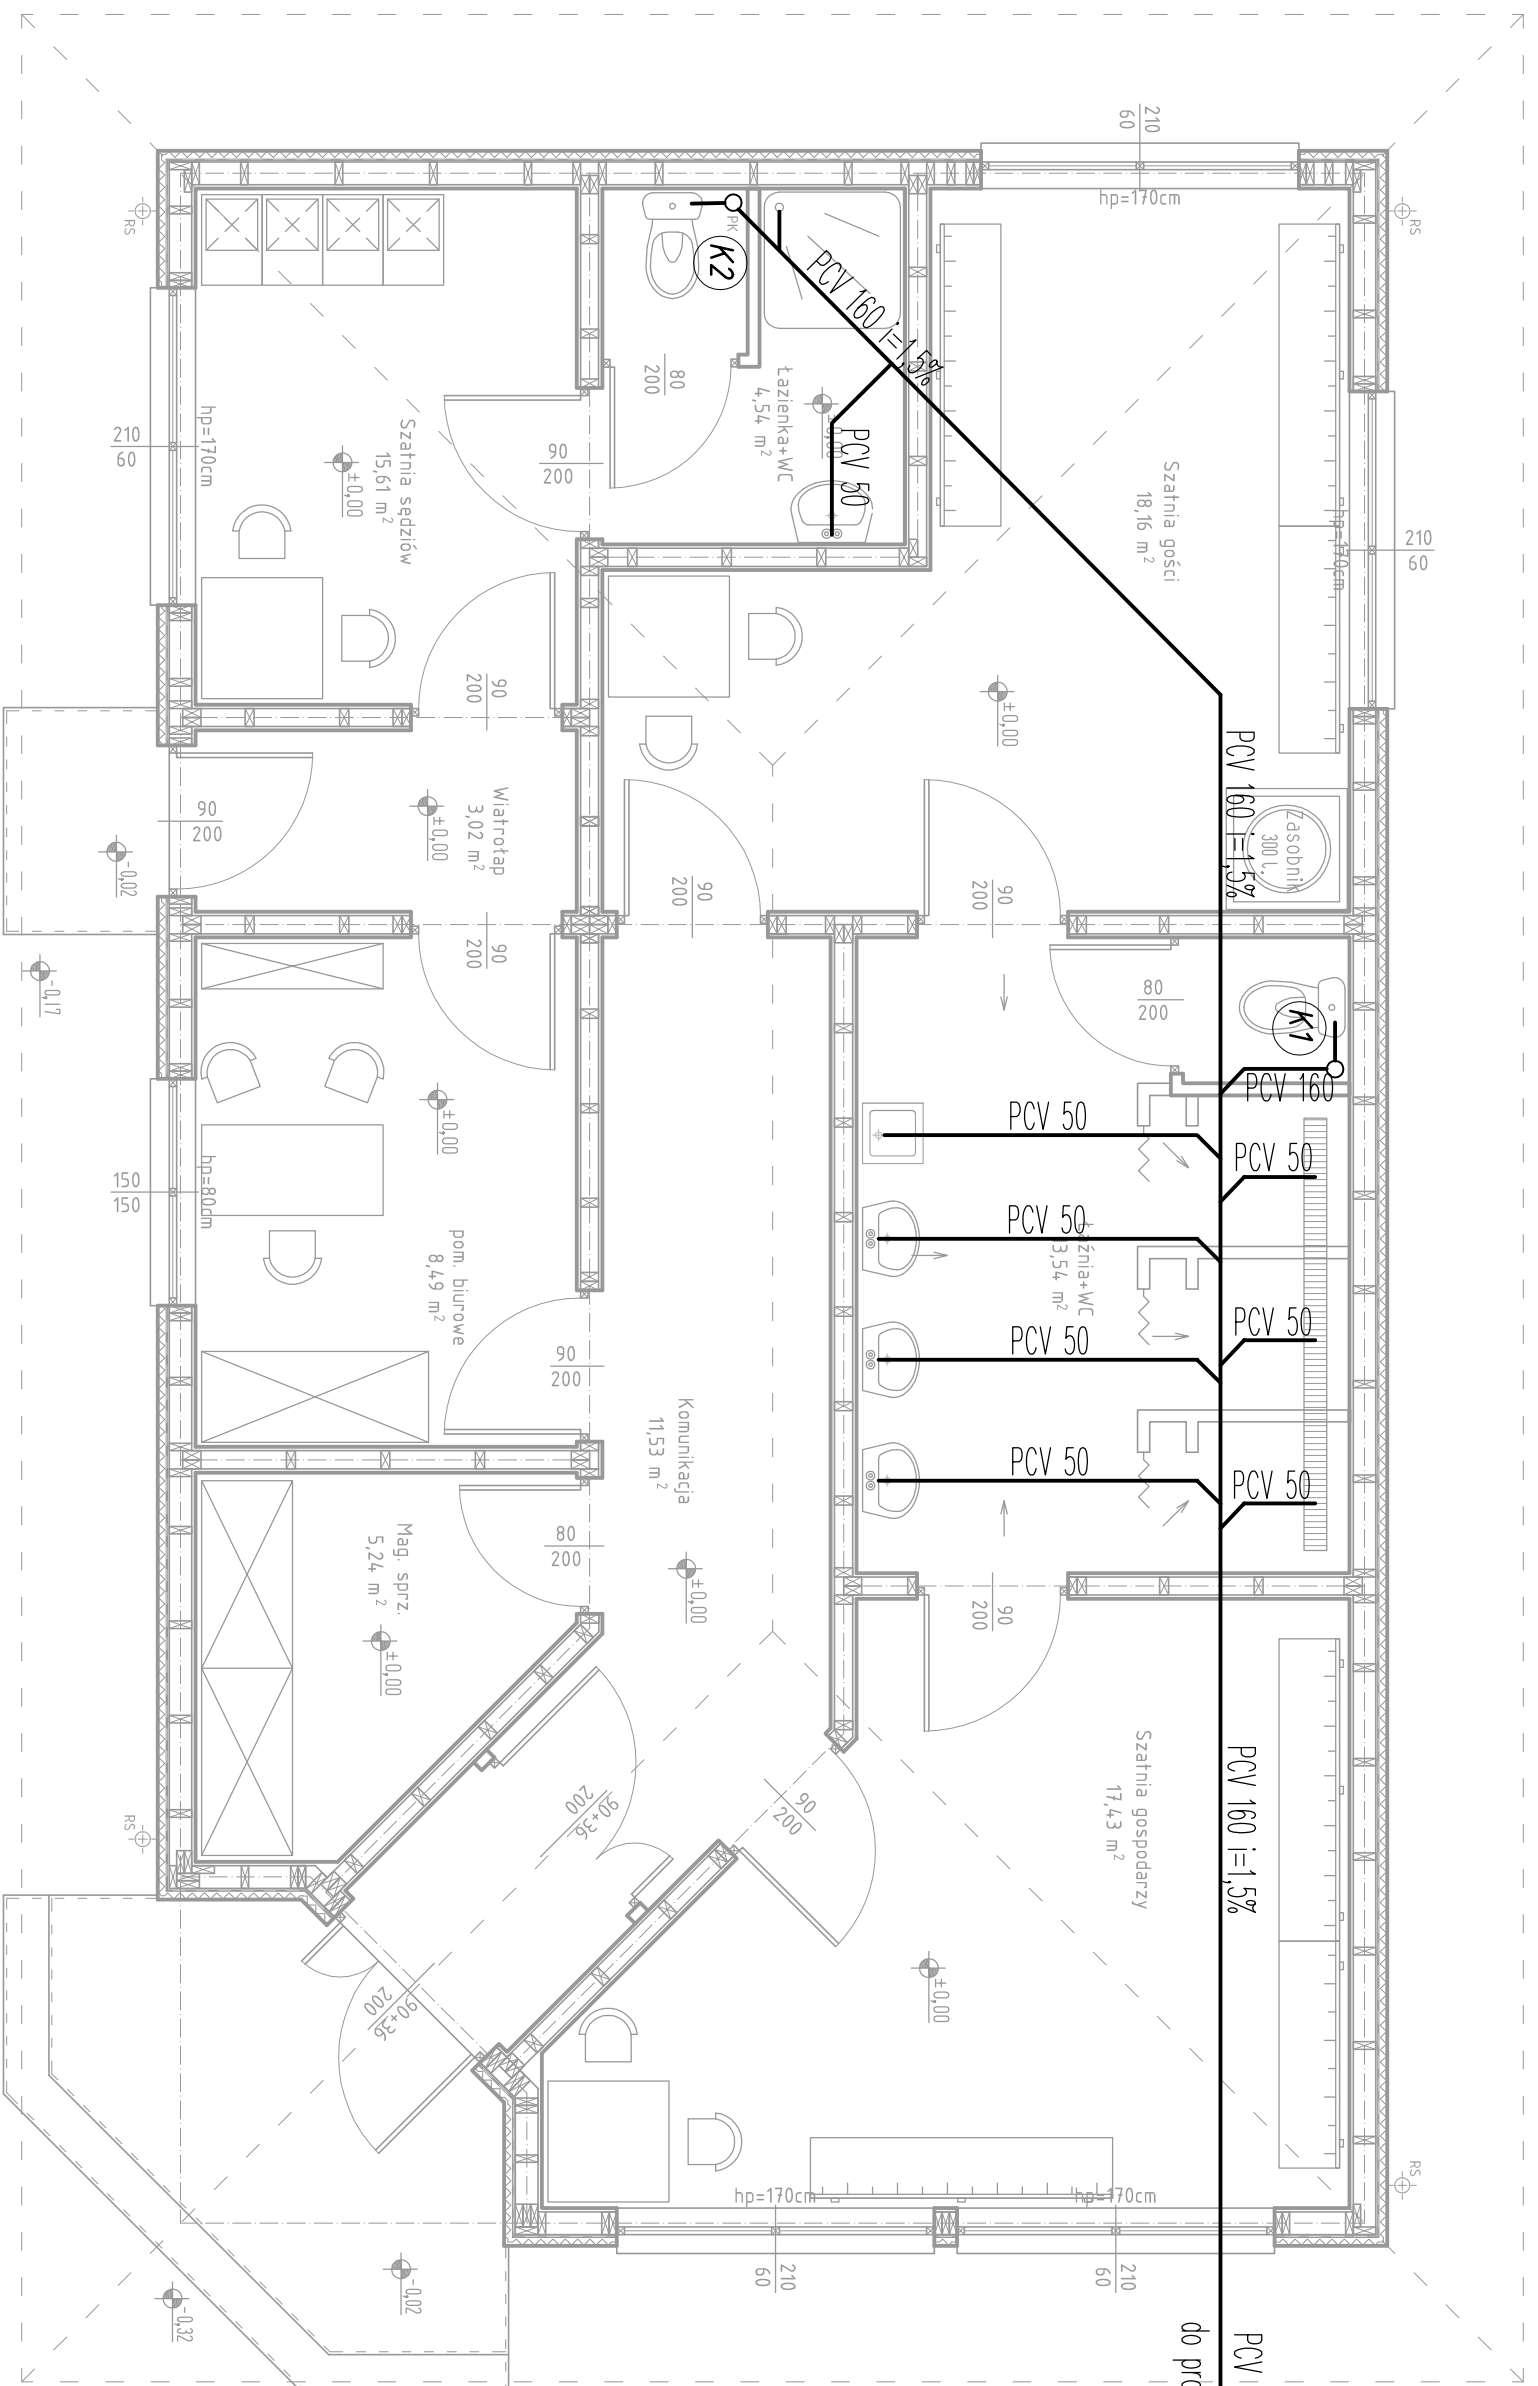 210
60
hp=170cm
RS
RS
PK
K2
PCV 160 i=1,5%
80
200
Łazienka+WC
4,54 m²
PCV 50
hp=170cm
210
60
Szatnia sędziów
15,61 m²
±0,00
90
200
Szatnia gości
18,16 m²
210
60
±0,00
90
200
PCV 160 i=1,5%
Zasobnik
300 l.
90
200
Wiatrołap
3,02 m²
±0,00
-0,02
90
200
90
200
90
200
-0,17
80
200
K1
PCV 160
±0,00
PCV 50
PCV 50
150
150
hp=80cm
pom. biurowe
8,49 m²
PCV 50
PCV 50
PCV 50
PCV 50
90
200
Komunikacja
11,53 m²
Mag. sprz.
5,24 m²
80
200
±0,00
±0,00
90
200
90+36
200
90
200
Szatnia gospodarzy
17,43 m²
PCV 160 i=1,5%
RS
±0,00
90+36
200
RS
hp=170cm
hp=170cm
210
60
210
60
-0,02
-0,32
PCV
do